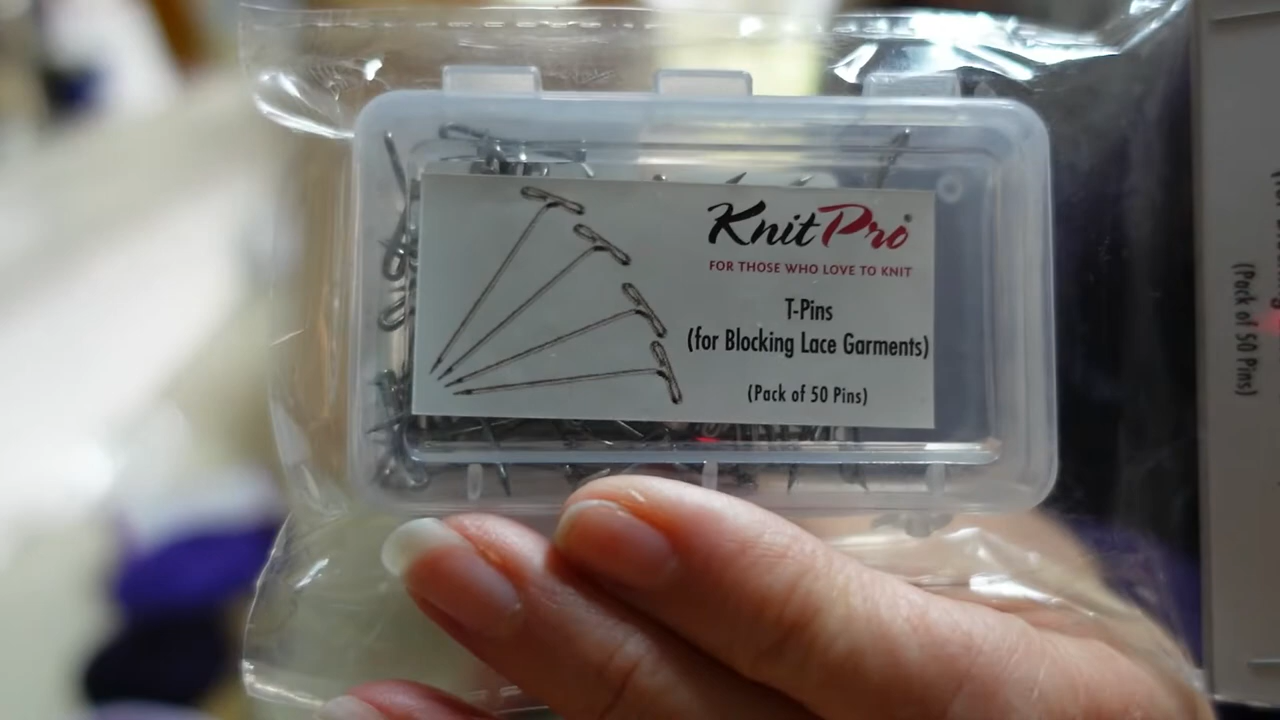 KnitPro®
FOR THOSE WHO LOVE TO KNIT
T-Pins
(for Blocking Lace Garments)
(Pack of 50 Pins)
(Pack of 50 Pins)